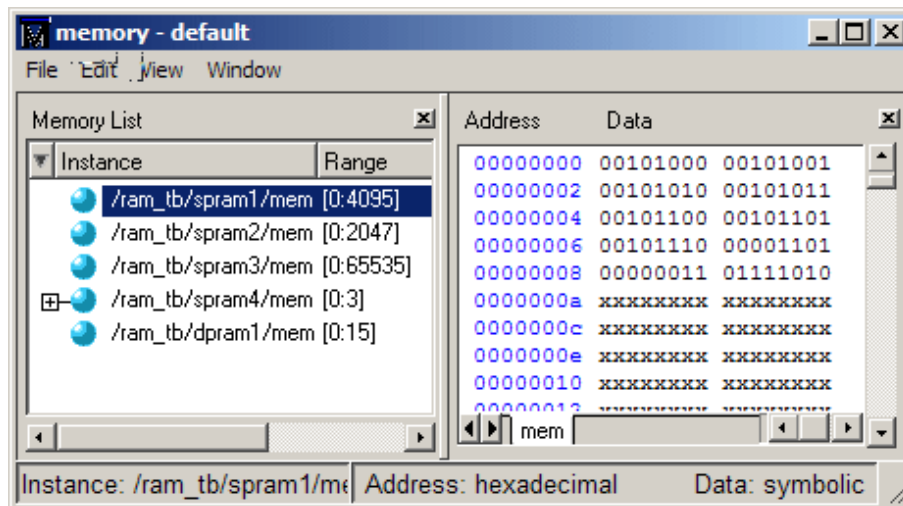 memory - default
File Edit View Window
Memory List
Instance Range
/ram_tb/spram1/mem [0:4095]
/ram_tb/spram2/mem [0:2047]
/ram_tb/spram3/mem [0:65535]
/ram_tb/spram4/mem [0:3]
/ram_tb/dpram1/mem [0:15]
Address Data
00000000 00101000 00101001
00000002 00101010 00101011
00000004 00101100 00101101
00000006 00101110 00001101
00000008 00000011 01111010
0000000a xxxxxxxx xxxxxxxx
0000000c xxxxxxxx xxxxxxxx
0000000e xxxxxxxx xxxxxxxx
00000010 xxxxxxxx xxxxxxxx
00000012 xxxxxxxx xxxxxxxx
mem
Instance: /ram_tb/spram1/me Address: hexadecimal Data: symbolic